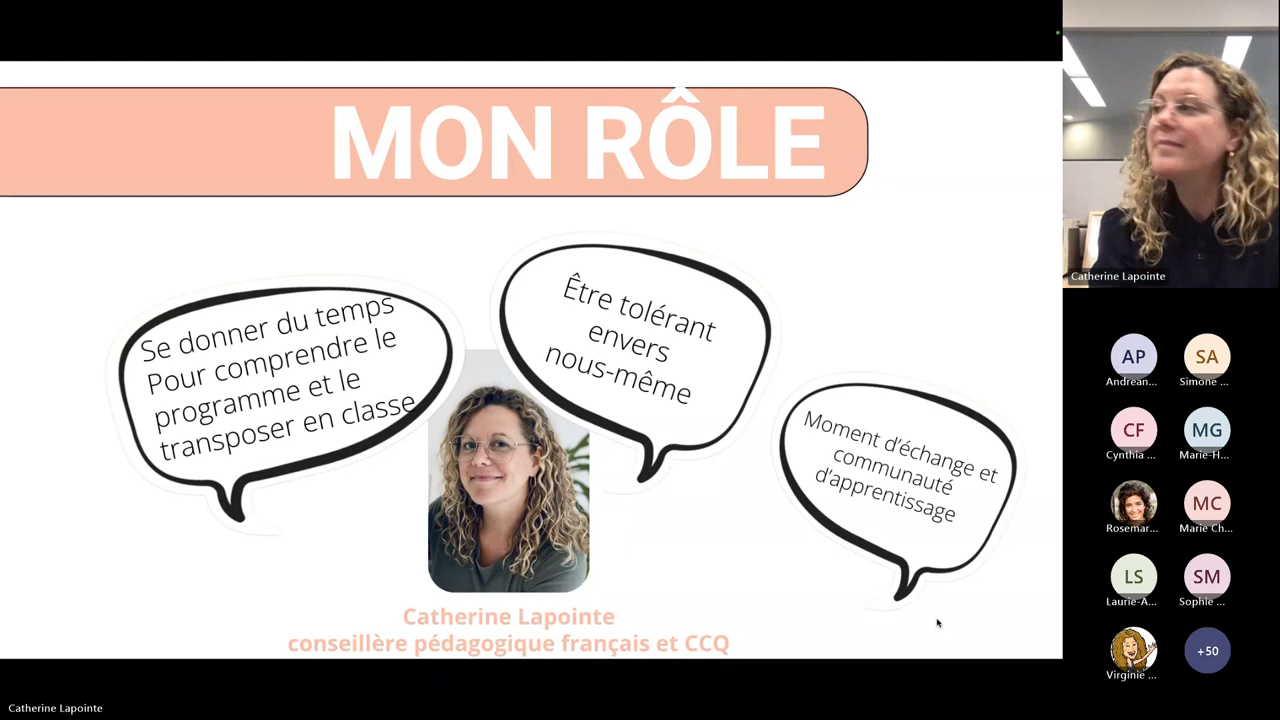 MON RÔLE
Se donner du temps
Pour comprendre le
programme et le
transposer en classe
Être tolérant
envers
nous-même
Moment d'échange et
communauté
d'apprentissage
Catherine Lapointe
conseillère pédagogique français et CCQ
Catherine Lapointe
AP
SA
Andréan...
Simone ...
CF
MG
Cynthia ...
Marie-H...
MC
Rosemar...
Marie Ch...
LS
SM
Laurie-A...
Sophie ...
Virginie ...
+50
Catherine Lapointe